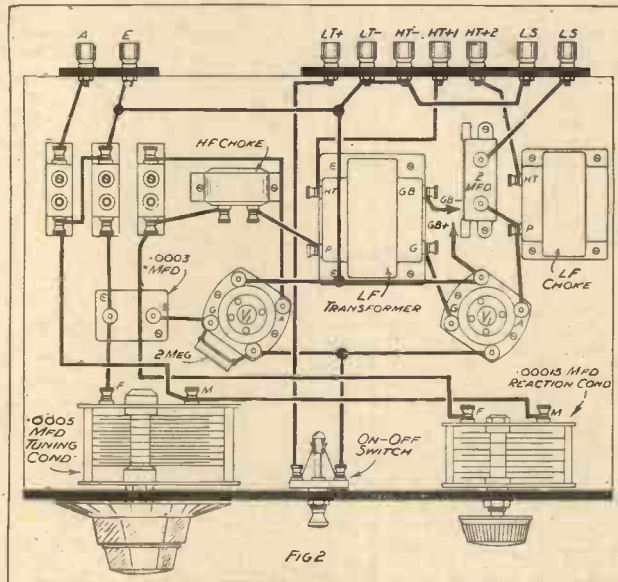 A E LT+ LT- HT- HT+1 HT+2 LS LS
HF CHOKE
HT GB GB- 2 MFD HT
GB+
P G P
.0003 MFD
LF TRANSFORMER
LF CHOKE
G V₁ A G V₁ A
2 MEG
.0005 MFD TUNING COND.
F M
ON-OFF SWITCH
F M
.00015 MFD REACTION COND
FIG 2